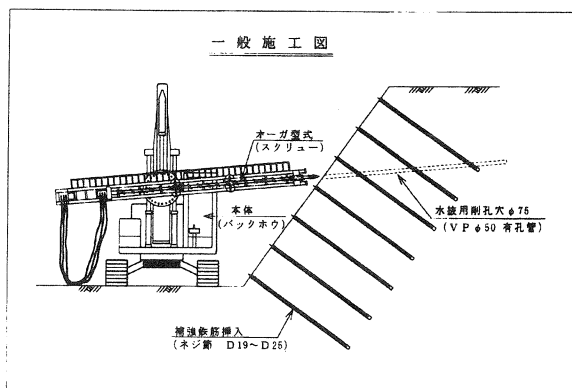 一般施工図
オーガ型式
(スクリュー)
本体
(バックホウ)
水抜用削孔穴φ75
(VPφ50 有孔管)
補強鉄筋挿入
(ネジ節 D19～D25)